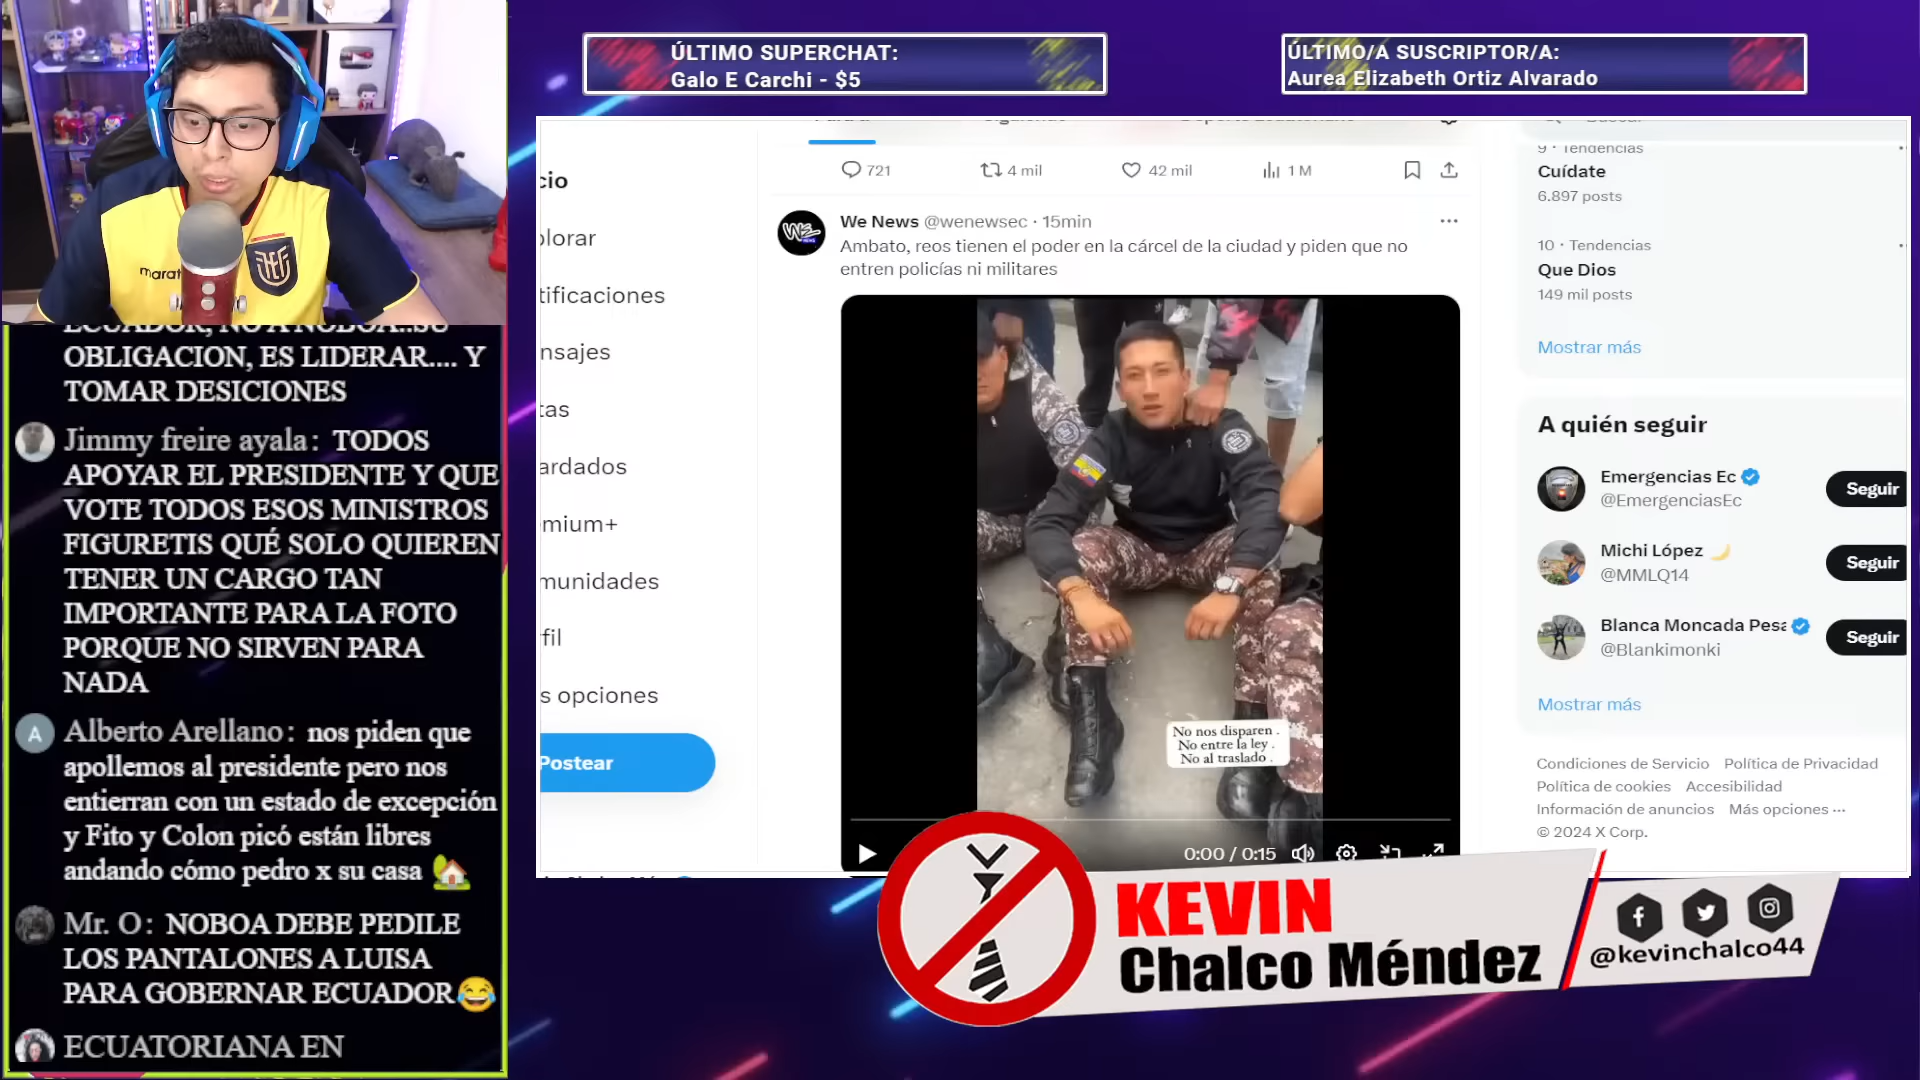 ÚLTIMO SUPERCHAT:
Galo E Carchi - $5
ÚLTIMO/A SUSCRIPTOR/A:
Aurea Elizabeth Ortiz Alvarado
marat
FEF
ECUADOR, NO A NOBOA..SU
OBLIGACION, ES LIDERAR.... Y
TOMAR DESICIONES
Jimmy freire ayala: TODOS
APOYAR EL PRESIDENTE Y QUE
VOTE TODOS ESOS MINISTROS
FIGURETIS QUÉ SOLO QUIEREN
TENER UN CARGO TAN
IMPORTANTE PARA LA FOTO
PORQUE NO SIRVEN PARA
NADA
A
Alberto Arellano: nos piden que
apollemos al presidente pero nos
entierran con un estado de excepción
y Fito y Colon picó están libres
andando cómo pedro x su casa 🏡
Mr. O: NOBOA DEBE PEDILE
LOS PANTALONES A LUISA
PARA GOBERNAR ECUADOR😂
ECUATORIANA EN
cio
plorar
tificaciones
nsajes
tas
ardados
mium+
munidades
fil
s opciones
Postear
721
4 mil
42 mil
1 M
We News @wenewsec · 15min
Ambato, reos tienen el poder en la cárcel de la ciudad y piden que no
entren policías ni militares
No nos disparen .
No entre la ley .
No al traslado .
0:00 / 0:15
9 · Tendencias
Cuídate
6.897 posts
10 · Tendencias
Que Dios
149 mil posts
Mostrar más
A quién seguir
Emergencias Ec
@EmergenciasEc
Seguir
Michi López 🌙
@MMLQ14
Seguir
Blanca Moncada Pesa
@Blankimonki
Seguir
Mostrar más
Condiciones de Servicio Política de Privacidad
Política de cookies Accesibilidad
Información de anuncios Más opciones ···
© 2024 X Corp.
KEVIN
Chalco Méndez
@kevinchalco44